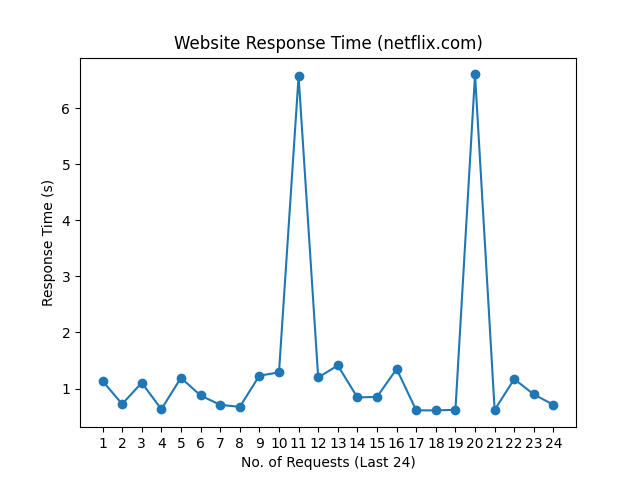 Website Response Time (netflix.com)
6
5
4
3
2
1
Response Time (s)
1 2 3 4 5 6 7 8 9 10 11 12 13 14 15 16 17 18 19 20 21 22 23 24
No. of Requests (Last 24)